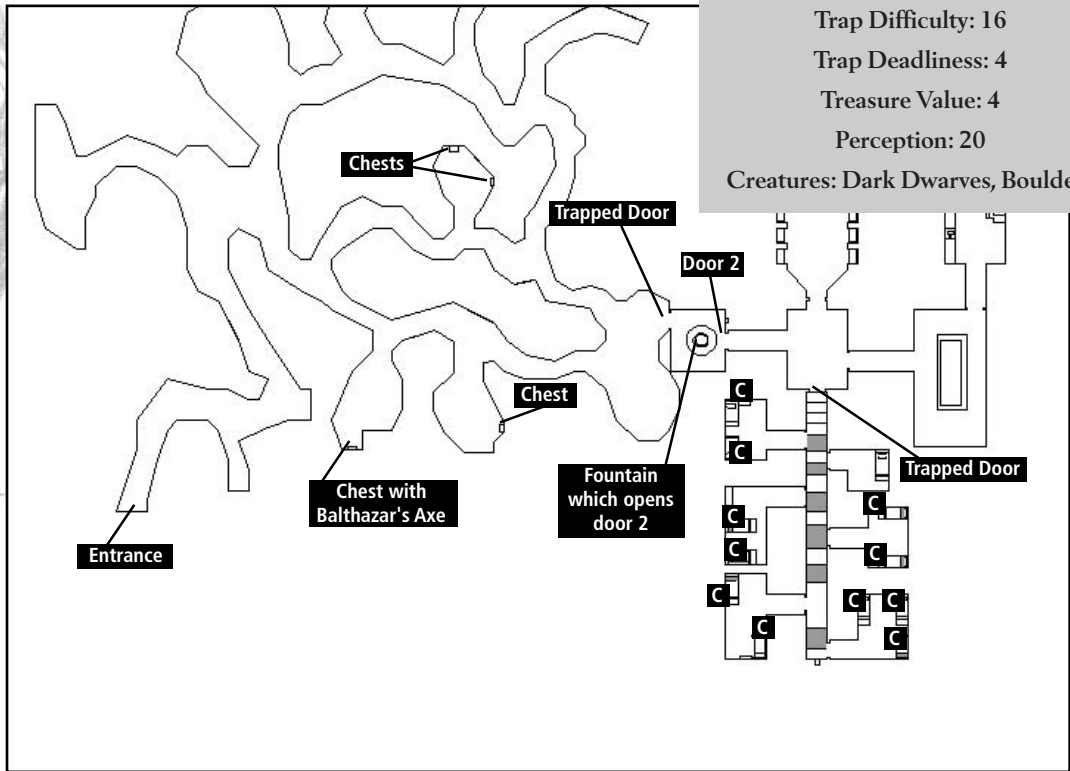 Trap Difficulty: 16
Trap Deadliness: 4
Treasure Value: 4
Perception: 20
Creatures: Dark Dwarves, Boulde
Chests
Trapped Door
Door 2
C
Chest
C
Trapped Door
Chest with
Balthazar's Axe
Fountain
which opens
door 2
C
C
Entrance
C
C
C
C
C
C
C
C